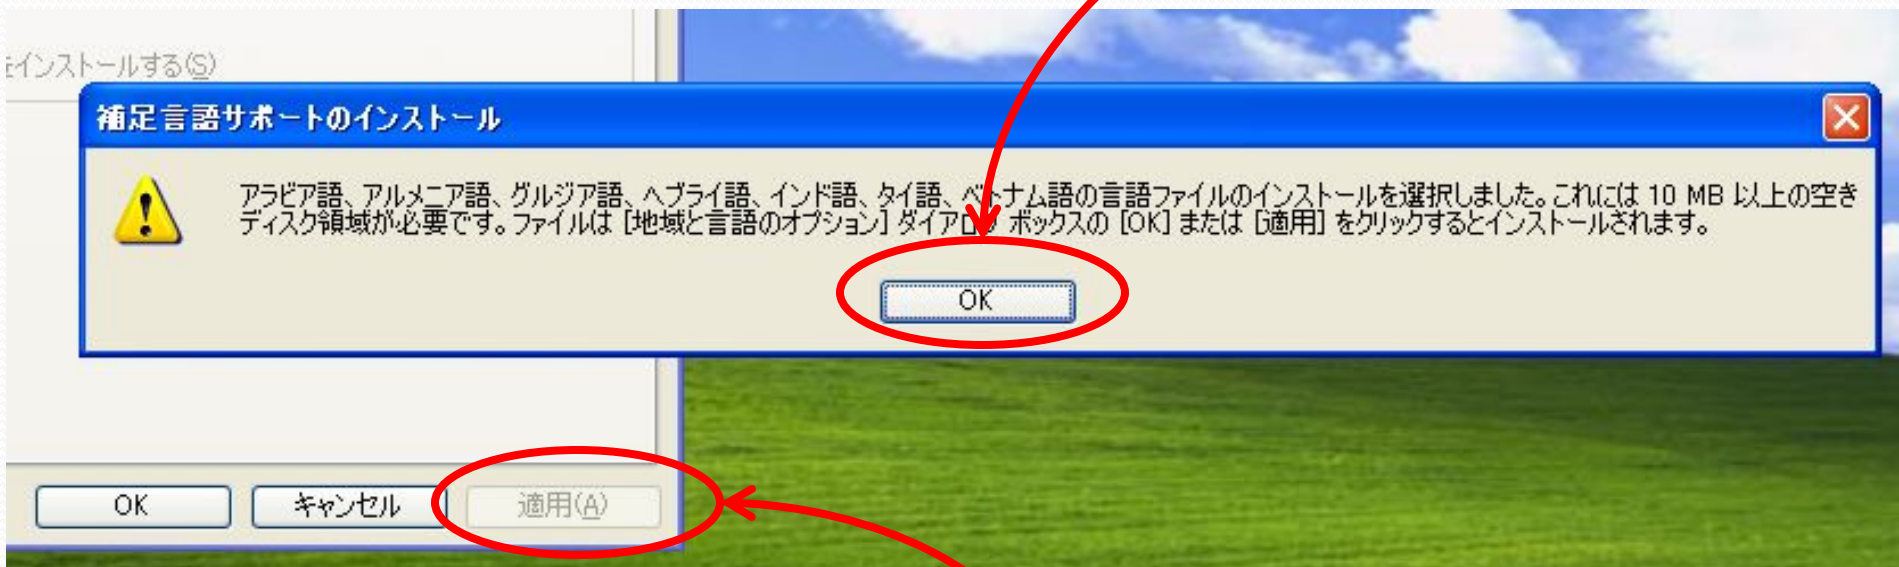 をインストールする(S)
補足言語サポートのインストール
アラビア語、アルメニア語、グルジア語、ヘブライ語、インド語、タイ語、ベトナム語の言語ファイルのインストールを選択しました。これには 10 MB 以上の空き
ディスク領域が必要です。ファイルは [地域と言語のオプション] ダイアログ ボックスの [OK] または [適用] をクリックするとインストールされます。
OK
OK キャンセル 適用(A)